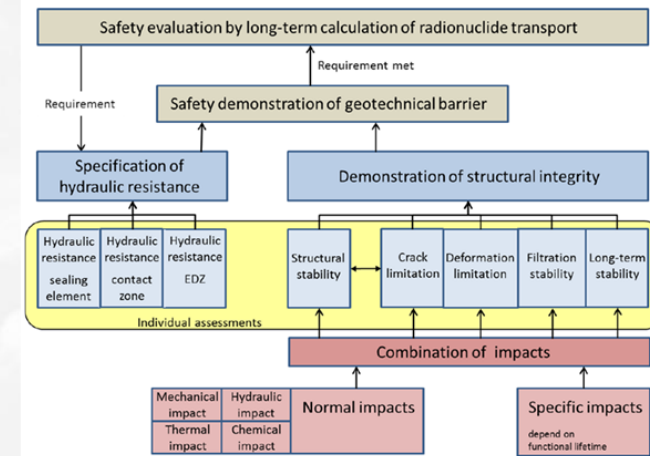 Safety evaluation by long-term calculation of radionuclide transport
Requirement met
Requirement
Safety demonstration of geotechnical barrier
Specification of
hydraulic resistance
Demonstration of structural integrity
Hydraulic
resistance
sealing
element
Hydraulic
resistance
contact
zone
Hydraulic
resistance
EDZ
Structural
stability
Crack
limitation
Deformation
limitation
Filtration
stability
Long-term
stability
Individual assessments
Combination of impacts
Mechanical
impact
Hydraulic
impact
Thermal
impact
Chemical
impact
Normal impacts
Specific impacts
depend on
functional lifetime